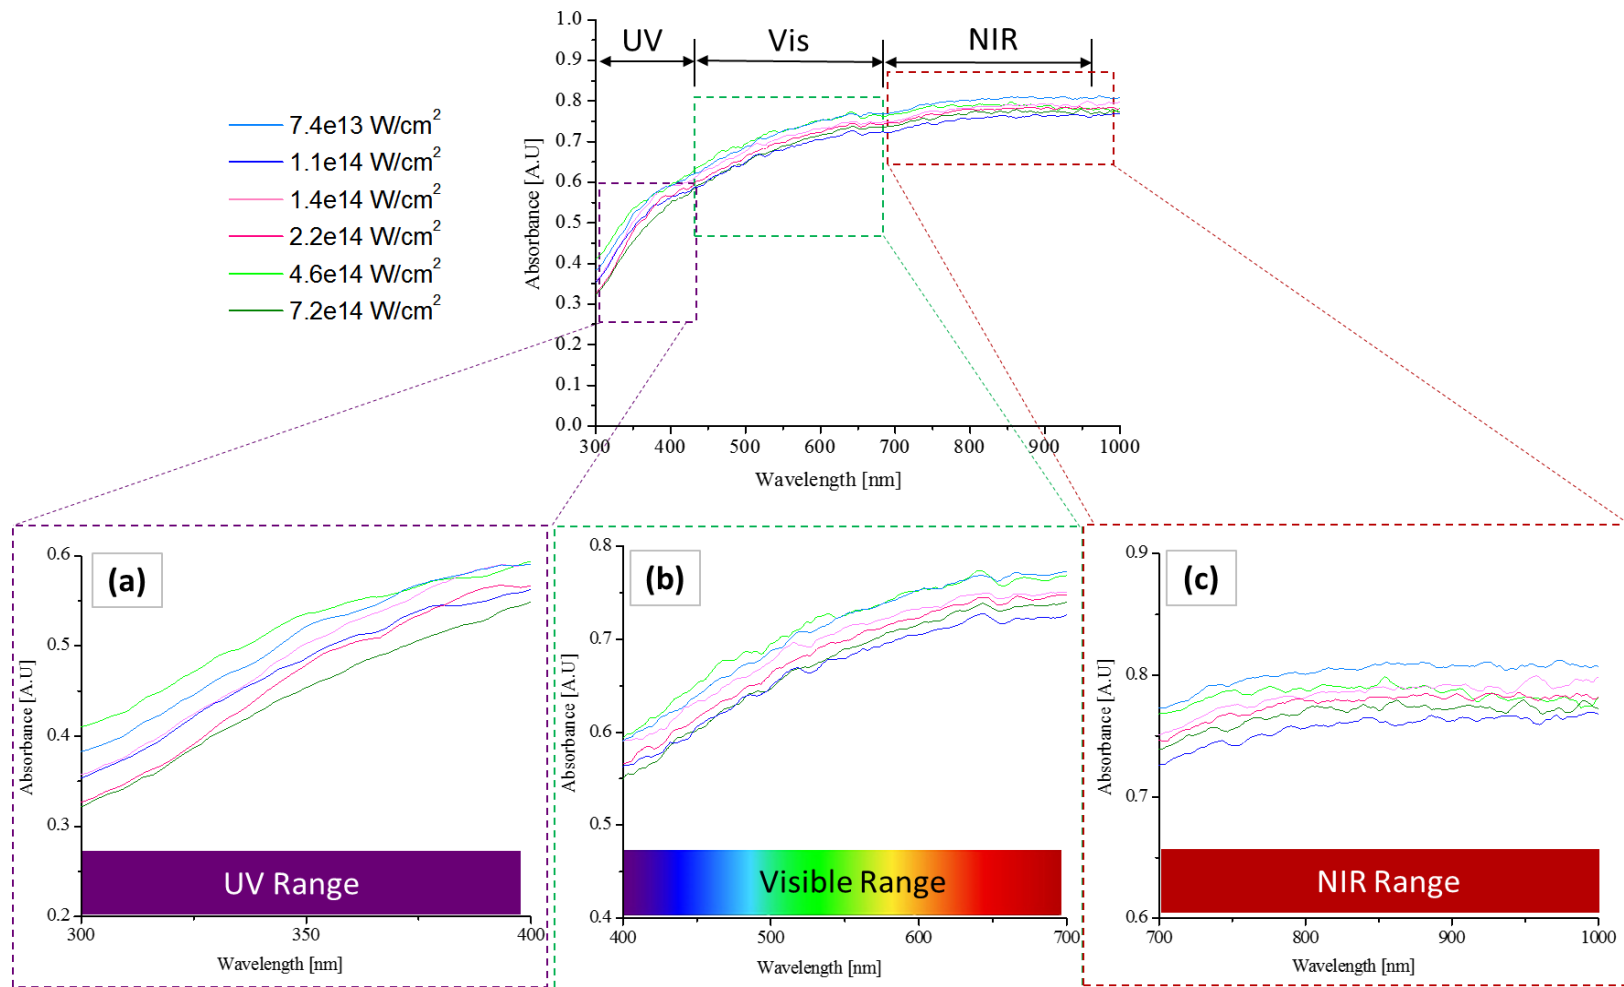 UV Vis NIR
7.4e13 W/cm²
1.1e14 W/cm²
1.4e14 W/cm²
2.2e14 W/cm²
4.6e14 W/cm²
7.2e14 W/cm²
1.0
0.9
0.8
0.7
0.6
0.5
0.4
0.3
0.2
0.1
0.0
Absorbance [A.U]
300 400 500 600 700 800 900 1000
Wavelength [nm]
(a)
0.6
0.5
0.4
0.3
0.2
Absorbance [A.U]
UV Range
300 350 400
Wavelength [nm]
(b)
0.8
0.7
0.6
0.5
0.4
Absorbance [A.U]
Visible Range
400 500 600 700
Wavelength [nm]
(c)
0.9
0.8
0.7
0.6
Absorbance [A.U]
NIR Range
700 800 900 1000
Wavelength [nm]